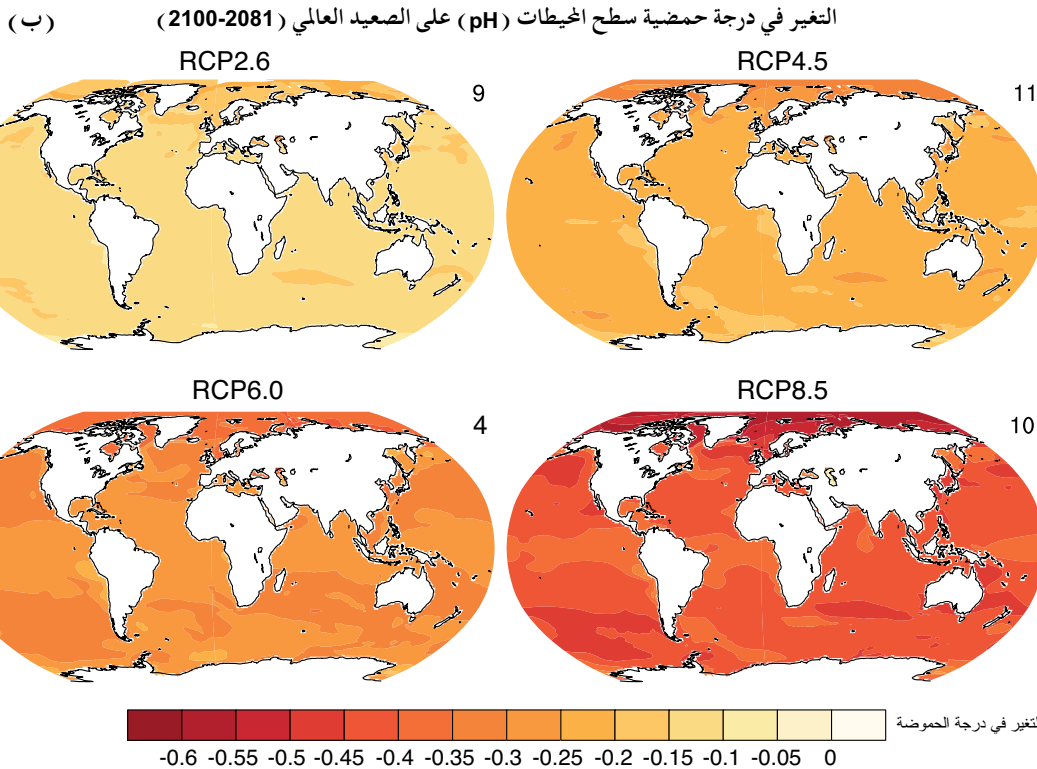 (ب) التغير في درجة حمضية سطح المحيطات (pH) على الصعيد العالمي (2081-2100)
RCP2.6
9
RCP4.5
11
RCP6.0
4
RCP8.5
10
لتغير في درجة الحموضة
-0.6 -0.55 -0.5 -0.45 -0.4 -0.35 -0.3 -0.25 -0.2 -0.15 -0.1 -0.05 0